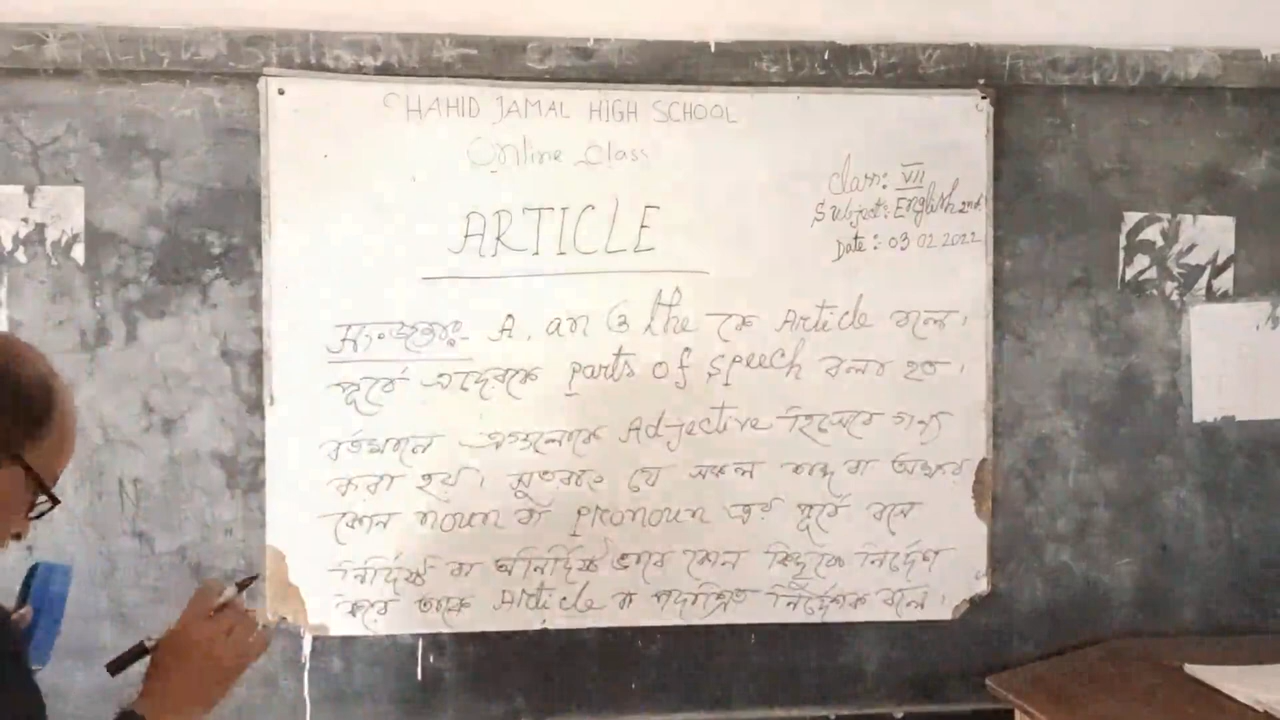 SHAHID JAMAL HIGH SCHOOL
Online Class
Class: VII
Subject: English 2nd
Date: 03 02 2022
ARTICLE
সংজ্ঞাঃ- A, an ও the কে Article বলে।
পূর্বে এদেরকে parts of speech বলা হত।
বর্তমানে এগুলোকে Adjective হিসেবে গণ্য
করা হয়। সুতরাং যে সকল শব্দ বা অক্ষর
কোন noun বা pronoun এর পূর্বে বসে
নির্দিষ্ট বা অনির্দিষ্ট ভাবে কোন কিছুকে নির্দেশ
করে তাকে Article বা পদাশ্রিত নির্দেশক বলে।